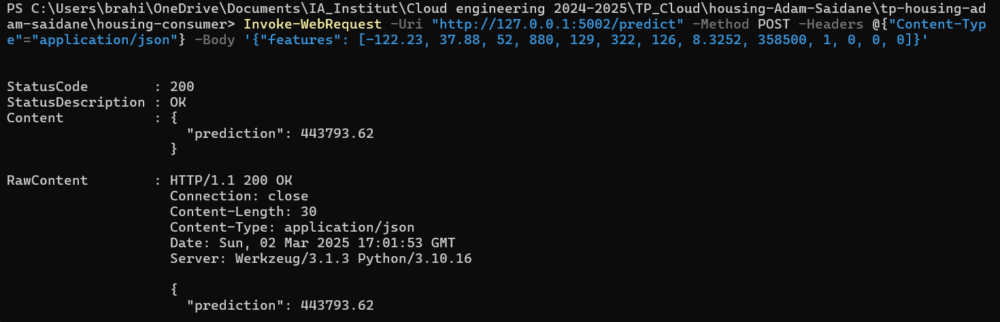 PS C:\Users\brahi\OneDrive\Documents\IA_Institut\Cloud engineering 2024-2025\TP_Cloud\housing-Adam-Saidane\tp-housing-ad
am-saidane\housing-consumer> Invoke-WebRequest -Uri "http://127.0.0.1:5002/predict" -Method POST -Headers @{"Content-Typ
e"="application/json"} -Body '{"features": [-122.23, 37.88, 52, 880, 129, 322, 126, 8.3252, 358500, 1, 0, 0, 0]}'
StatusCode : 200
StatusDescription : OK
Content : {
"prediction": 443793.62
}
RawContent : HTTP/1.1 200 OK
Connection: close
Content-Length: 30
Content-Type: application/json
Date: Sun, 02 Mar 2025 17:01:53 GMT
Server: Werkzeug/3.1.3 Python/3.10.16
{
"prediction": 443793.62